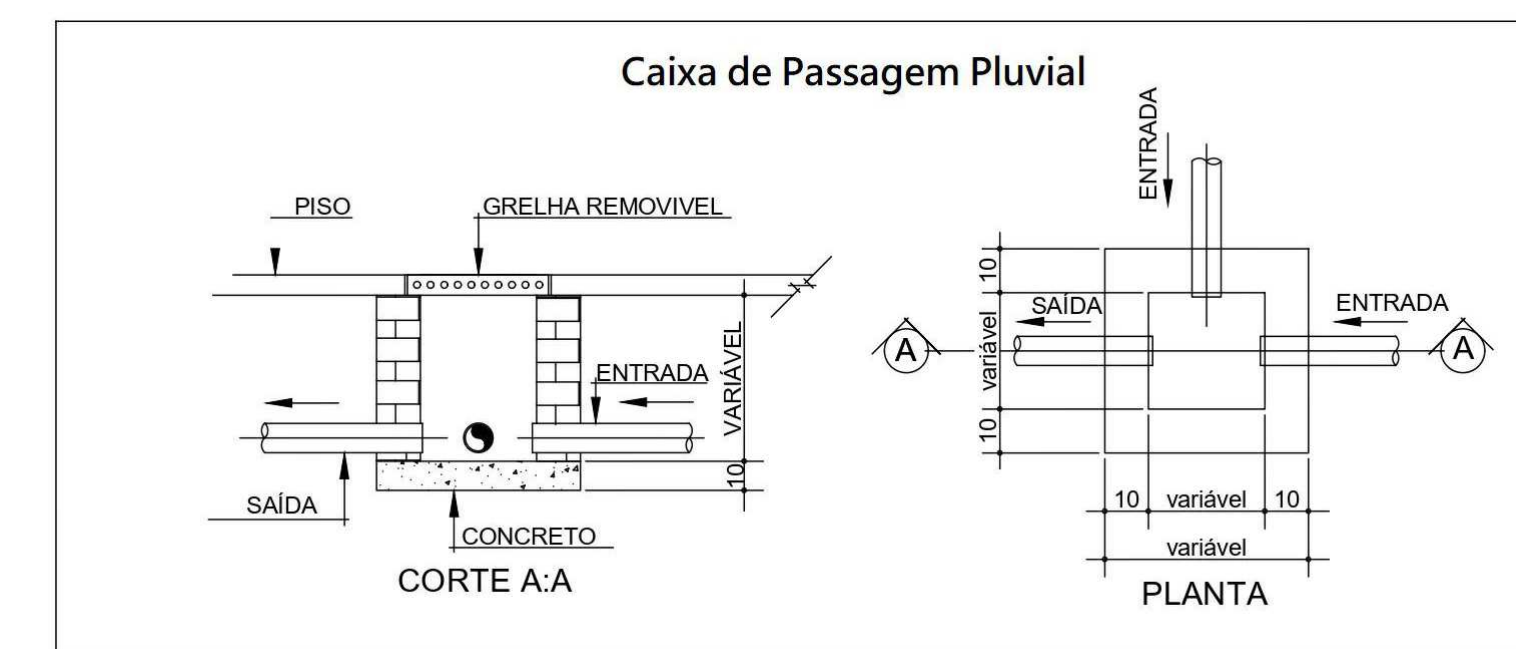 Caixa de Passagem Pluvial
PISO
GRELHA REMOVIVEL
ENTRADA
VARIÁVEL
10
SAÍDA
CONCRETO
CORTE A:A
ENTRADA
10
variável
10
SAÍDA
ENTRADA
A
A
10
variável
10
variável
PLANTA